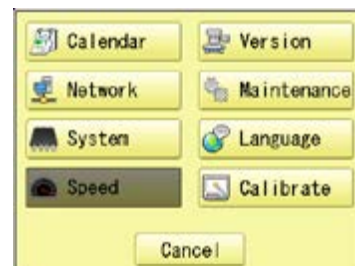 Calendar
Version
Network
Maintenance
System
Language
Speed
Calibrate
Cancel